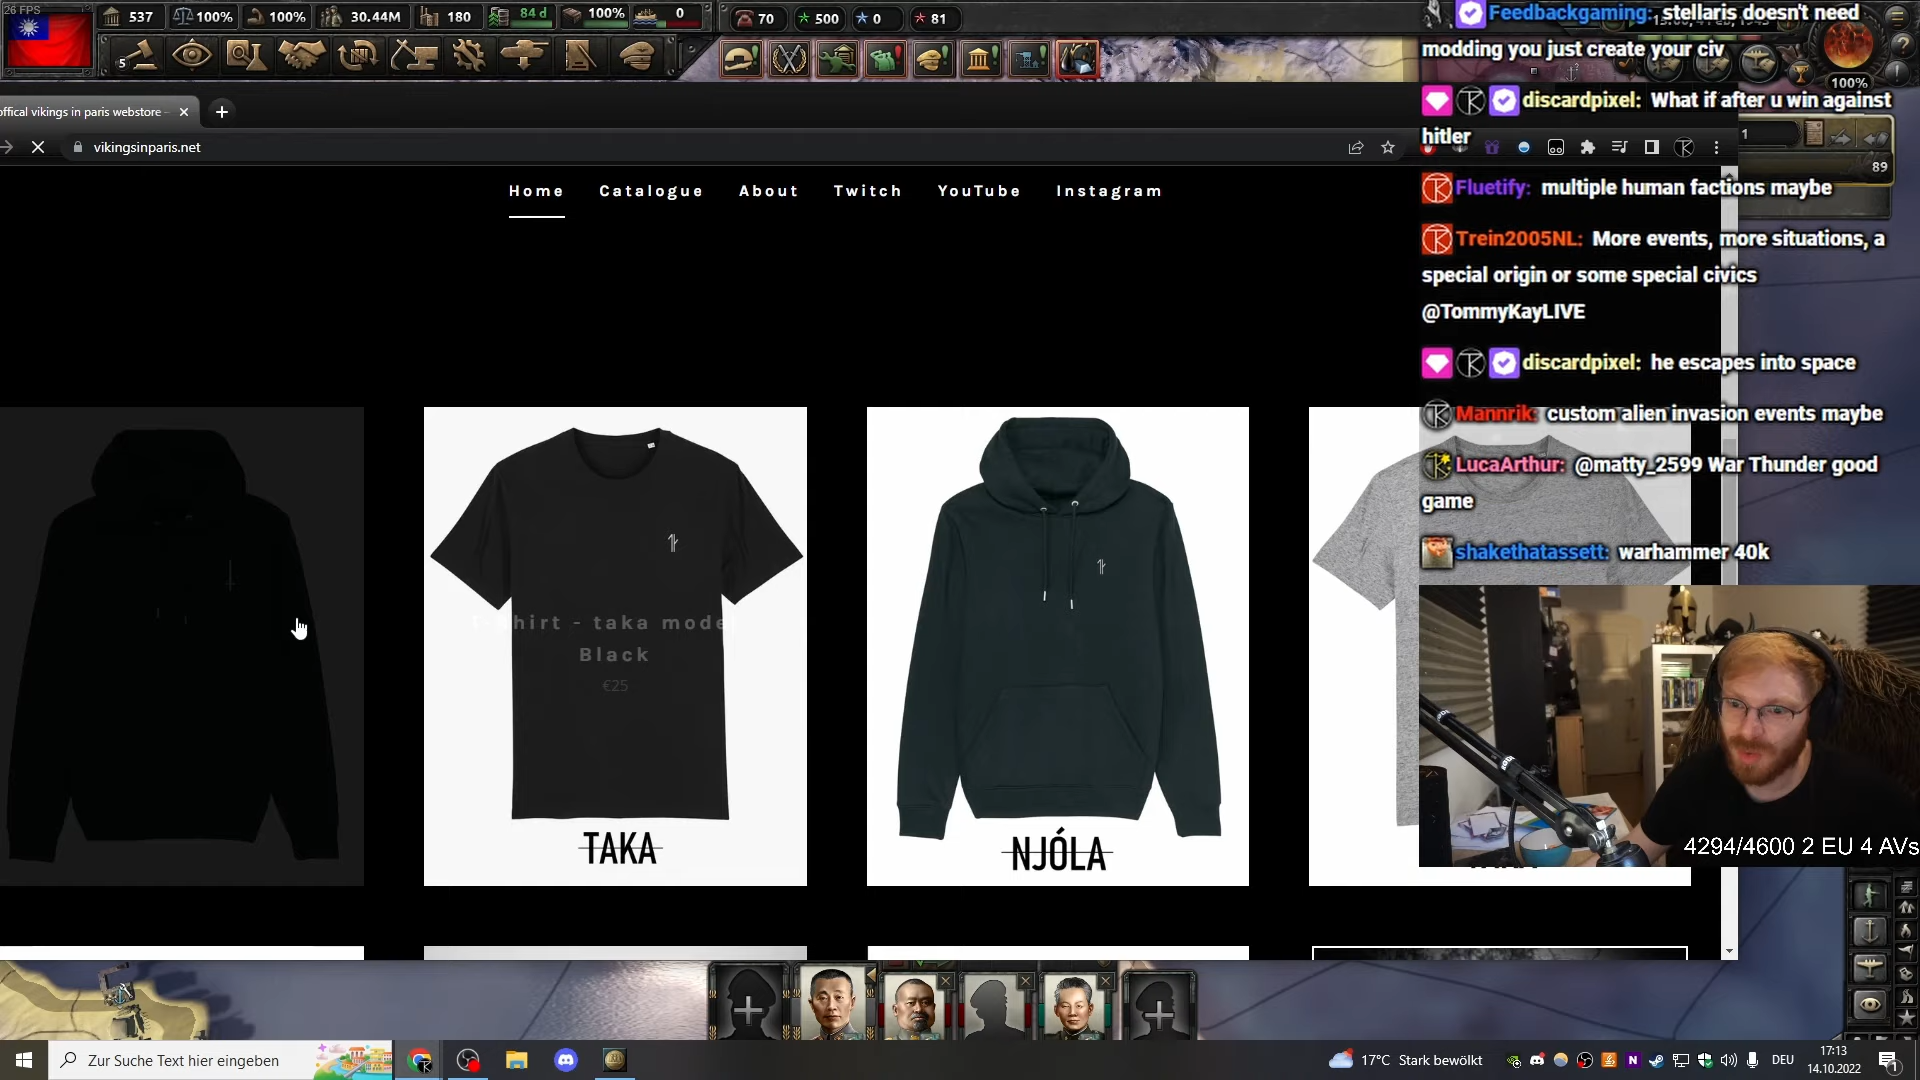 26 FPS
537
100%
100%
30.44M
180
84 d
100%
0
70
500
0
81
5
100%
offical vikings in paris webstore
vikingsinparis.net
1
89
Home
Catalogue
About
Twitch
YouTube
Instagram
T-Shirt - taka model
Black
€25
TAKA
NJÓLA
Feedbackgaming: stellaris doesn't need
modding you just create your civ
discardpixel: What if after u win against
hitler
Fluetify: multiple human factions maybe
Trein2005NL: More events, more situations, a
special origin or some special civics
@TommyKayLIVE
discardpixel: he escapes into space
Mannrik: custom alien invasion events maybe
LucaArthur: @matty_2599 War Thunder good
game
shakethatassett: warhammer 40k
4294/4600 2 EU 4 AVs
Zur Suche Text hier eingeben
17°C Stark bewölkt
DEU
17:13
14.10.2022
1